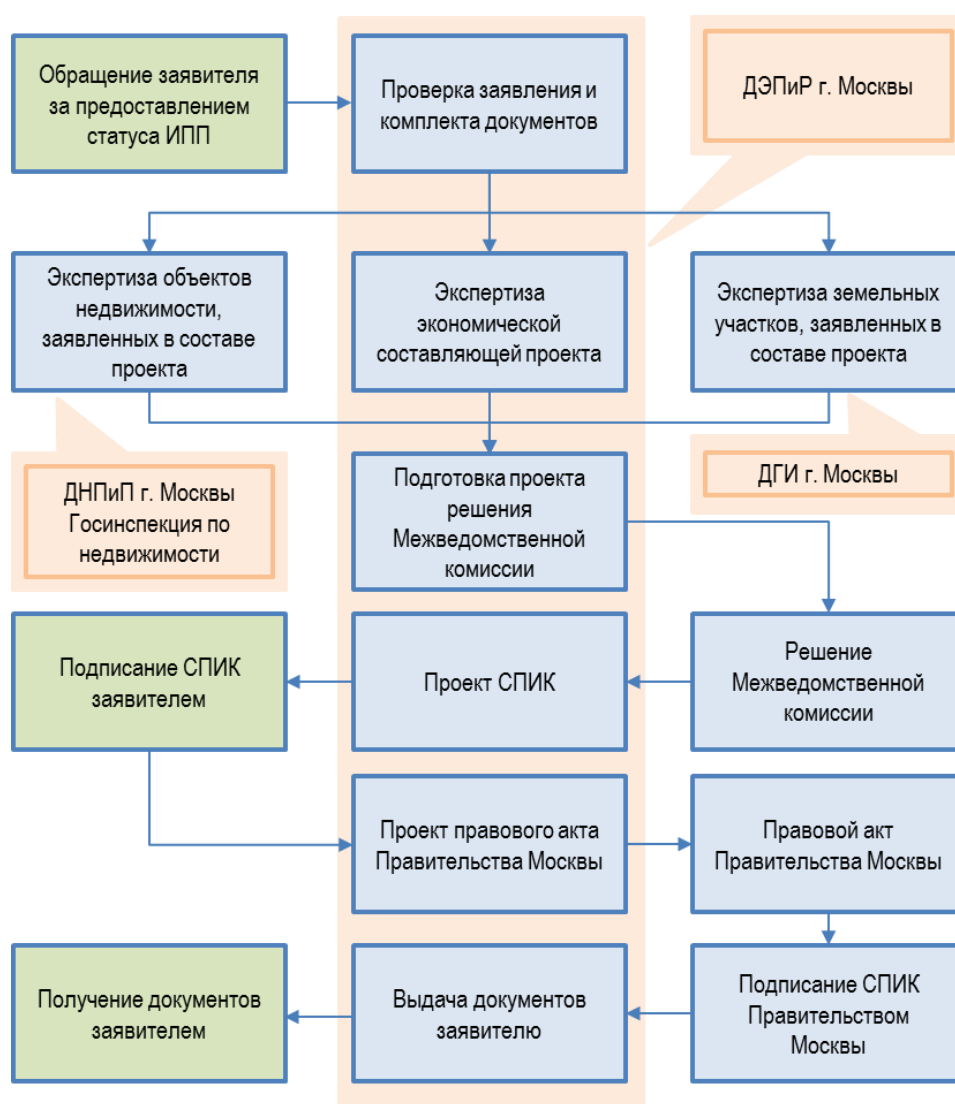 Обращение заявителя
за предоставлением
статуса ИПП
Проверка заявления и
комплекта документов
ДЭПиР г. Москвы
Экспертиза объектов
недвижимости,
заявленных в составе
проекта
Экспертиза
экономической
составляющей проекта
Экспертиза земельных
участков, заявленных в
составе проекта
ДНПиП г. Москвы
Госинспекция по
недвижимости
Подготовка проекта
решения
Межведомственной
комиссии
ДГИ г. Москвы
Подписание СПИК
заявителем
Проект СПИК
Решение
Межведомственной
комиссии
Проект правового акта
Правительства Москвы
Правовой акт
Правительства Москвы
Получение документов
заявителем
Выдача документов
заявителю
Подписание СПИК
Правительством
Москвы